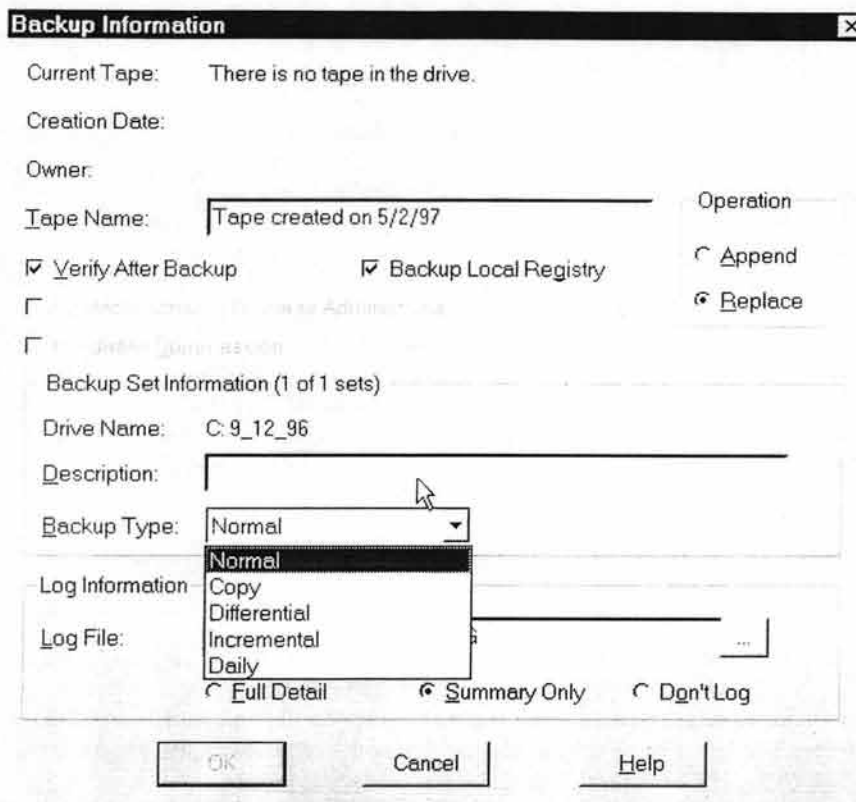 Backup Information
Current Tape: There is no tape in the drive.
Creation Date:
Owner:
Tape Name: Tape created on 5/2/97
Operation
Verify After Backup Backup Local Registry
Append
Replace
Backup Set Information (1 of 1 sets)
Drive Name: C: 9_12_96
Description:
Backup Type: Normal
Normal
Copy
Differential
Incremental
Daily
Log Information
Log File: ...
Full Detail Summary Only Don't Log
OK Cancel Help